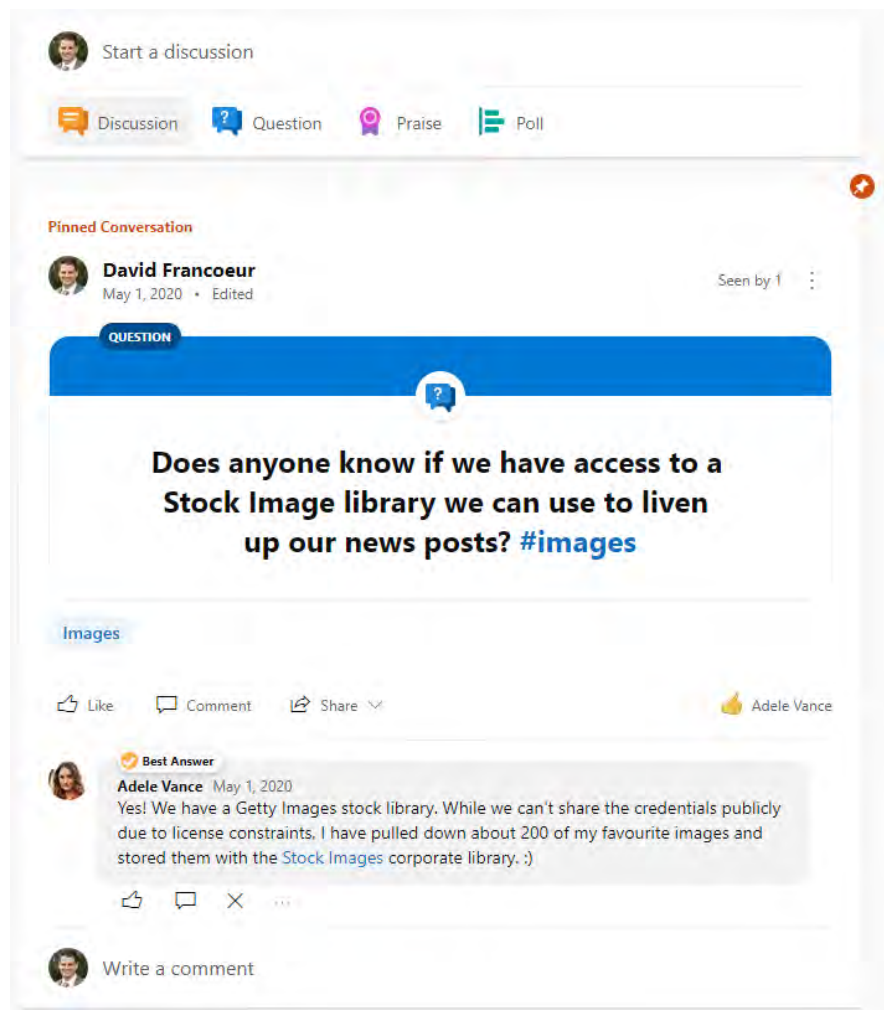 Start a discussion
Discussion Question Praise Poll
Pinned Conversation
David Francoeur
May 1, 2020 • Edited
Seen by 1
QUESTION
Does anyone know if we have access to a
Stock Image library we can use to liven
up our news posts? #images
Images
Like Comment Share Adele Vance
Best Answer
Adele Vance May 1, 2020
Yes! We have a Getty Images stock library. While we can't share the credentials publicly
due to license constraints, I have pulled down about 200 of my favourite images and
stored them with the Stock Images corporate library. :)
Write a comment